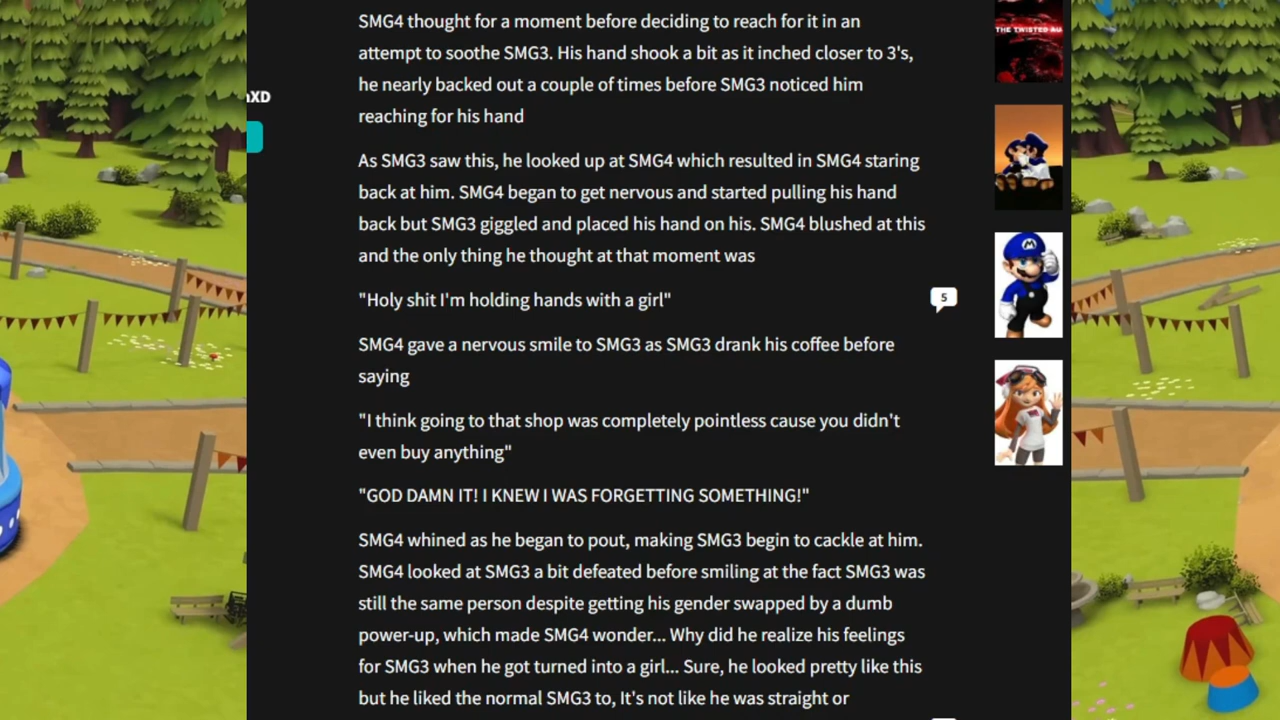 SMG4 thought for a moment before deciding to reach for it in an
attempt to soothe SMG3. His hand shook a bit as it inched closer to 3's,
he nearly backed out a couple of times before SMG3 noticed him
reaching for his hand
As SMG3 saw this, he looked up at SMG4 which resulted in SMG4 staring
back at him. SMG4 began to get nervous and started pulling his hand
back but SMG3 giggled and placed his hand on his. SMG4 blushed at this
and the only thing he thought at that moment was
"Holy shit I'm holding hands with a girl"
5
SMG4 gave a nervous smile to SMG3 as SMG3 drank his coffee before
saying
"I think going to that shop was completely pointless cause you didn't
even buy anything"
"GOD DAMN IT! I KNEW I WAS FORGETTING SOMETHING!"
SMG4 whined as he began to pout, making SMG3 begin to cackle at him.
SMG4 looked at SMG3 a bit defeated before smiling at the fact SMG3 was
still the same person despite getting his gender swapped by a dumb
power-up, which made SMG4 wonder... Why did he realize his feelings
for SMG3 when he got turned into a girl... Sure, he looked pretty like this
but he liked the normal SMG3 to, It's not like he was straight or
XD
THE TWISTED AU
M